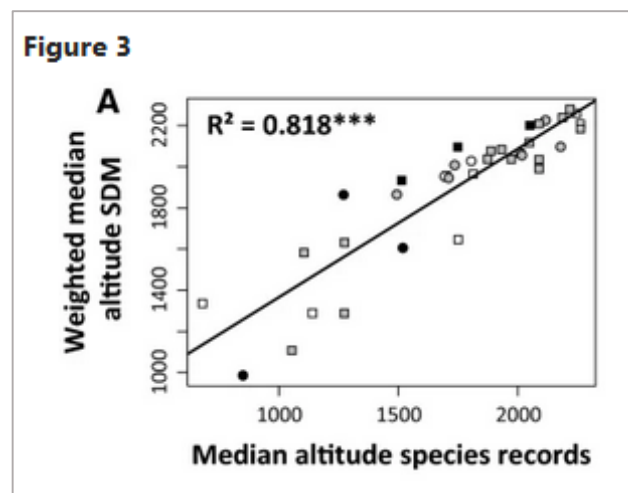 Figure 3
A
R² = 0.818***
Weighted median
altitude SDM
2200
1800
1400
1000
1000 1500 2000
Median altitude species records